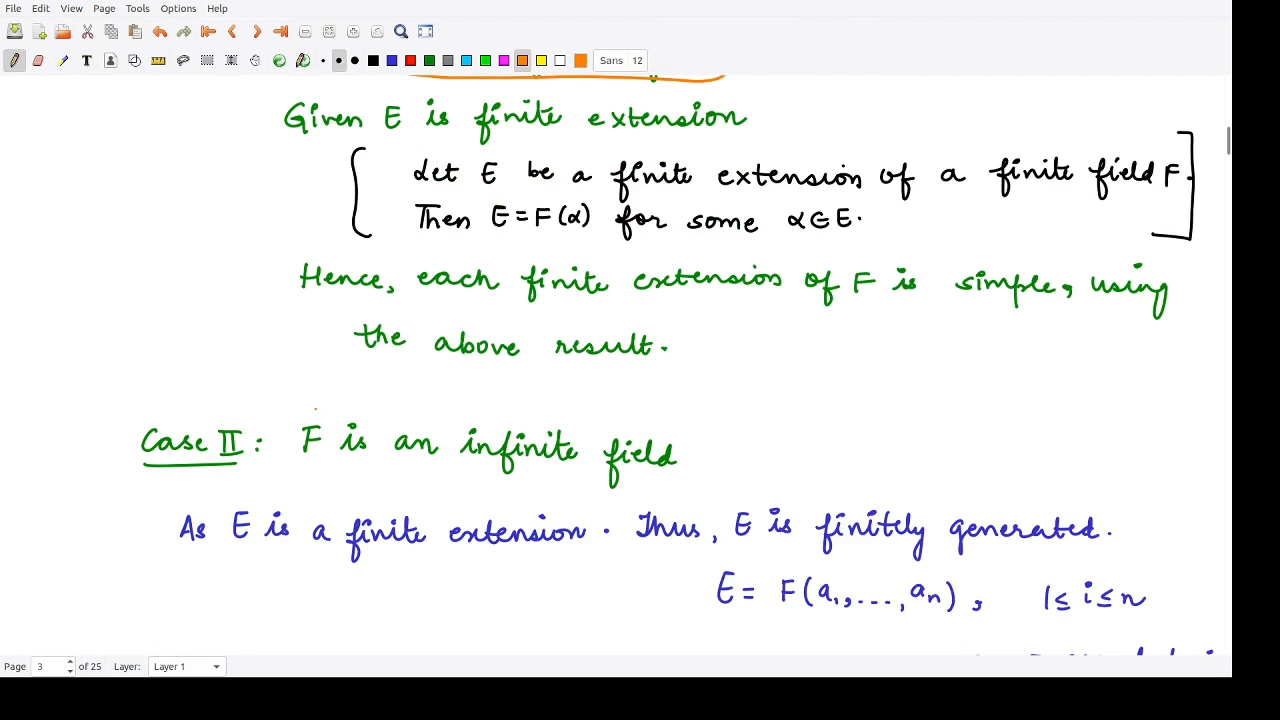 File Edit View Page Tools Options Help
T Sans 12
Given E is finite extension
Let E be a finite extension of a finite field F.
Then E = F(α) for some α ∈ E.
Hence, each finite extension of F is simple, using
the above result.
Case II : F is an infinite field
As E is a finite extension. Thus, E is finitely generated.
E = F(a₁, ..., aₙ), 1 ≤ i ≤ n
Page 3 of 25 Layer: Layer 1